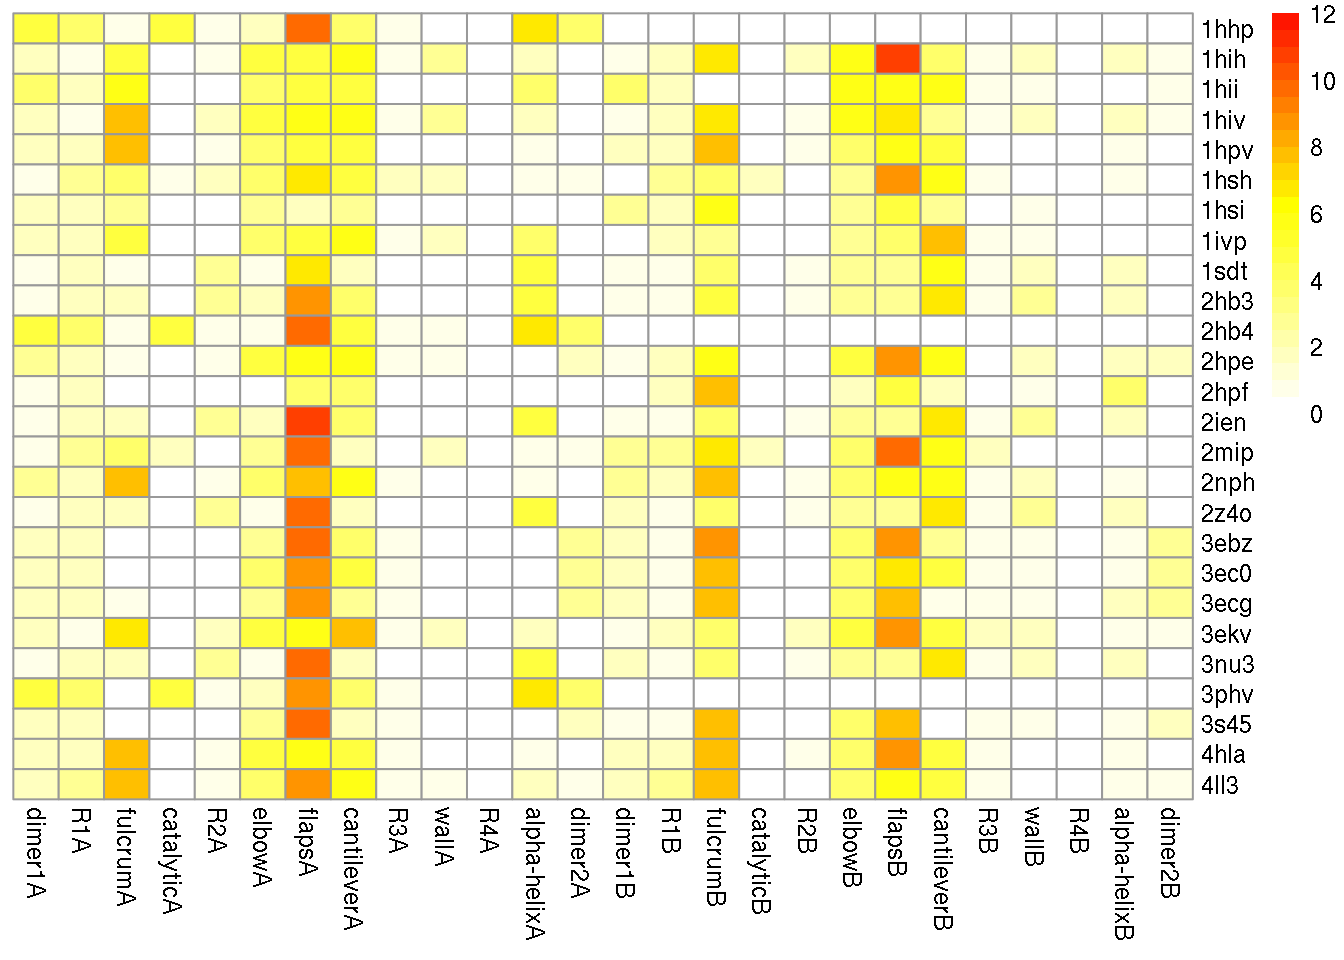 12
10
8
6
4
2
0
1hhp
1hih
1hii
1hiv
1hpv
1hsh
1hsi
1ivp
1sdt
2hb3
2hb4
2hpe
2hpf
2ien
2mip
2nph
2z4o
3ebz
3ec0
3ecg
3ekv
3nu3
3phv
3s45
4hla
4ll3
dimer1A
R1A
fulcrumA
catalyticA
R2A
elbowA
flapsA
cantileverA
R3A
wallA
R4A
alpha-helixA
dimer2A
dimer1B
R1B
fulcrumB
catalyticB
R2B
elbowB
flapsB
cantileverB
R3B
wallB
R4B
alpha-helixB
dimer2B